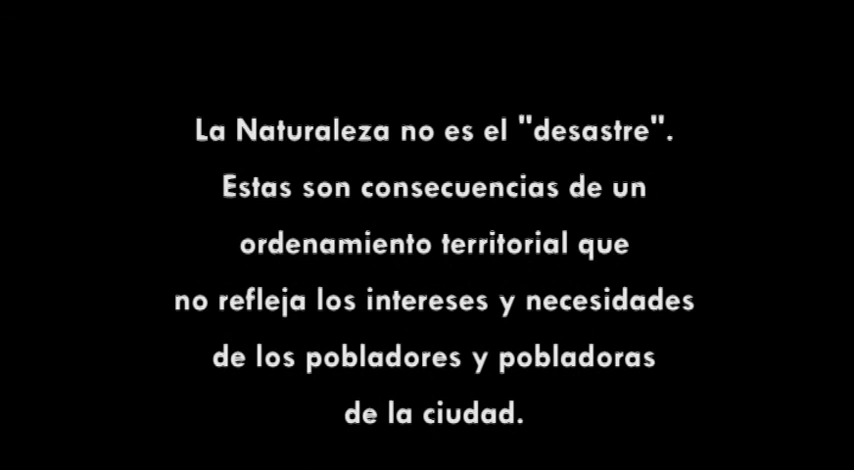 La Naturaleza no es el "desastre".
Estas son consecuencias de un
ordenamiento territorial que
no refleja los intereses y necesidades
de los pobladores y pobladoras
de la ciudad.